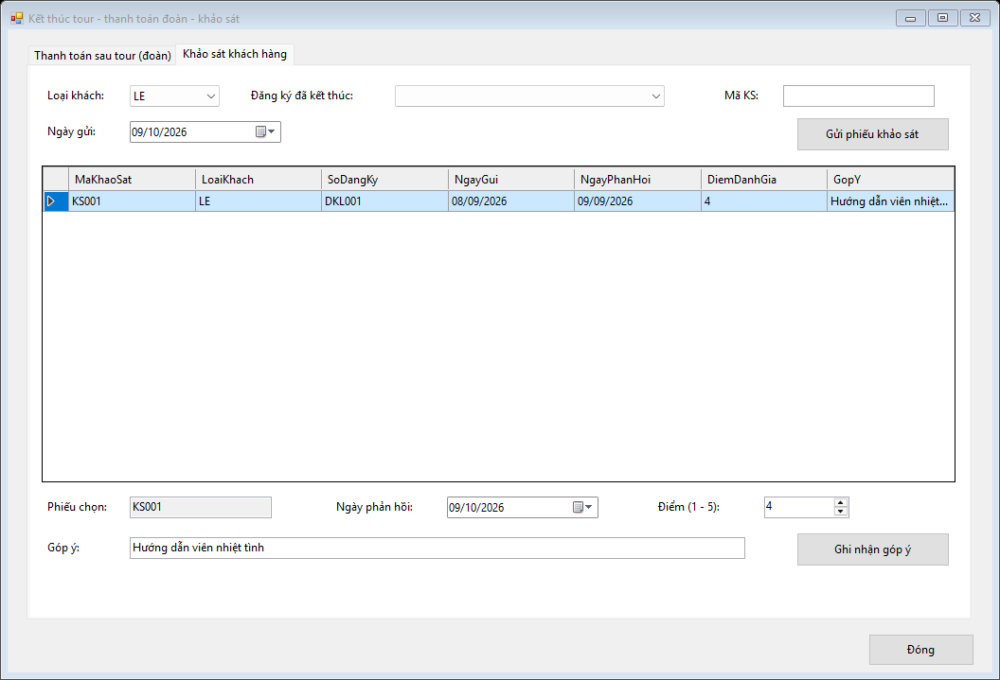 Kết thúc tour - thanh toán đoàn - khảo sát
Thanh toán sau tour (đoàn) Khảo sát khách hàng
Loại khách: LE Đăng ký đã kết thúc: Mã KS:
Ngày gửi: 09/10/2026 Gửi phiếu khảo sát
MaKhaoSat LoaiKhach SoDangKy NgayGui NgayPhanHoi DiemDanhGia GopY
KS001 LE DKL001 08/09/2026 09/09/2026 4 Hướng dẫn viên nhiệt...
Phiếu chọn: KS001 Ngày phản hồi: 09/10/2026 Điểm (1 - 5): 4
Góp ý: Hướng dẫn viên nhiệt tình Ghi nhận góp ý
Đóng